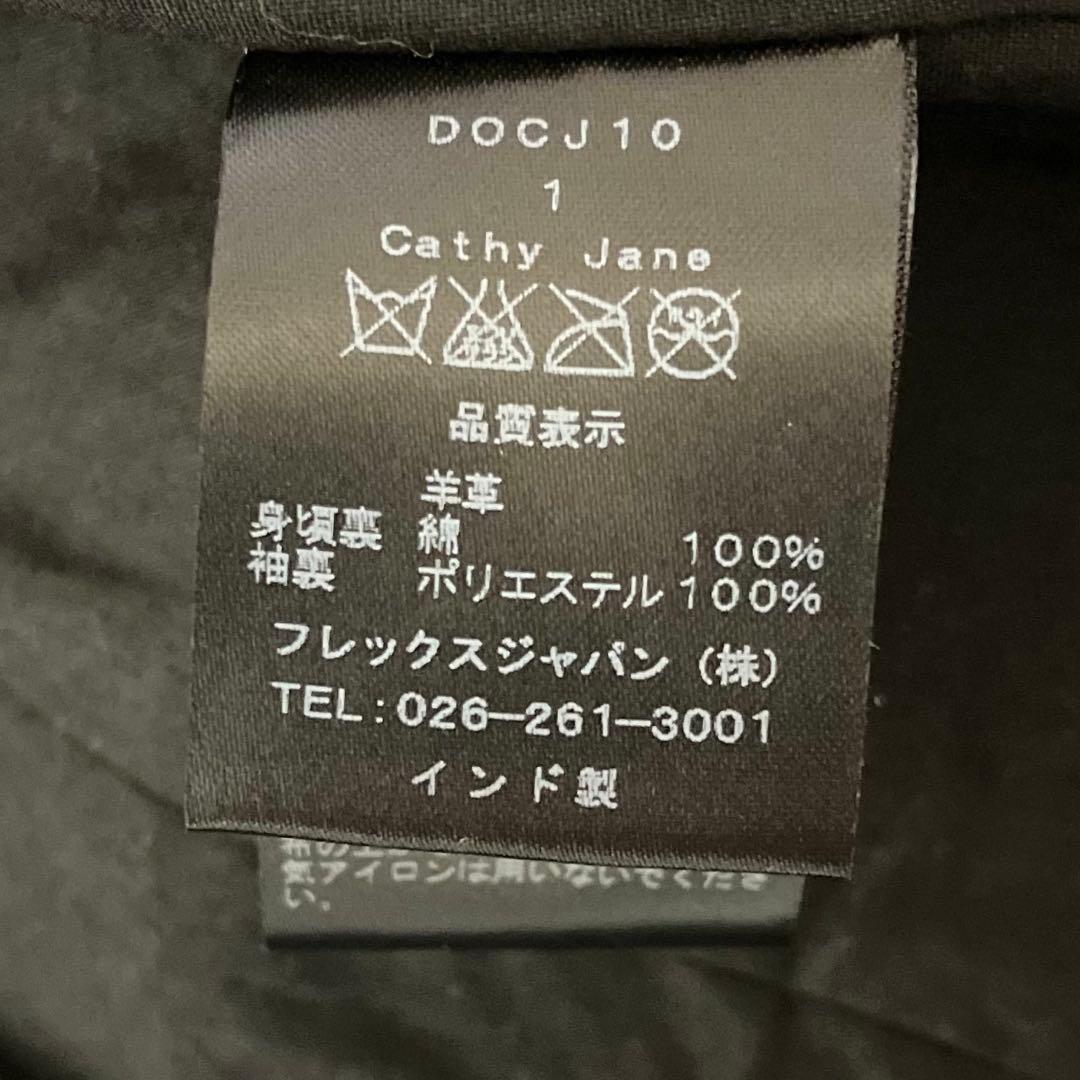 DOCJ10
1
Cathy Jane
品質表示
羊革
身頃裏 綿 100%
袖裏 ポリエステル 100%
フレックスジャパン(株)
TEL:026-261-3001
インド製
気アイロンは用いないでくださ
い。